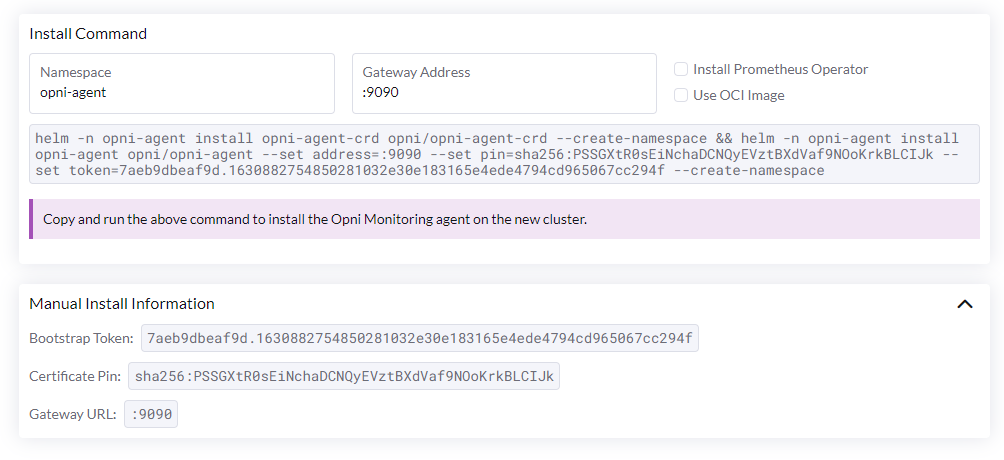 Install Command
Namespace
opni-agent
Gateway Address
:9090
Install Prometheus Operator
Use OCI Image
helm -n opni-agent install opni-agent-crd opni/opni-agent-crd --create-namespace && helm -n opni-agent install
opni-agent opni/opni-agent --set address=:9090 --set pin=sha256:PSSGXtR0sEiNchaDCNQyEVztBXdVaf9NOoKrkBLCIJk --
set token=7aeb9dbeaf9d.1630882754850281032e30e183165e4ede4794cd965067cc294f --create-namespace
Copy and run the above command to install the Opni Monitoring agent on the new cluster.
Manual Install Information
Bootstrap Token: 7aeb9dbeaf9d.1630882754850281032e30e183165e4ede4794cd965067cc294f
Certificate Pin: sha256:PSSGXtR0sEiNchaDCNQyEVztBXdVaf9NOoKrkBLCIJk
Gateway URL: :9090